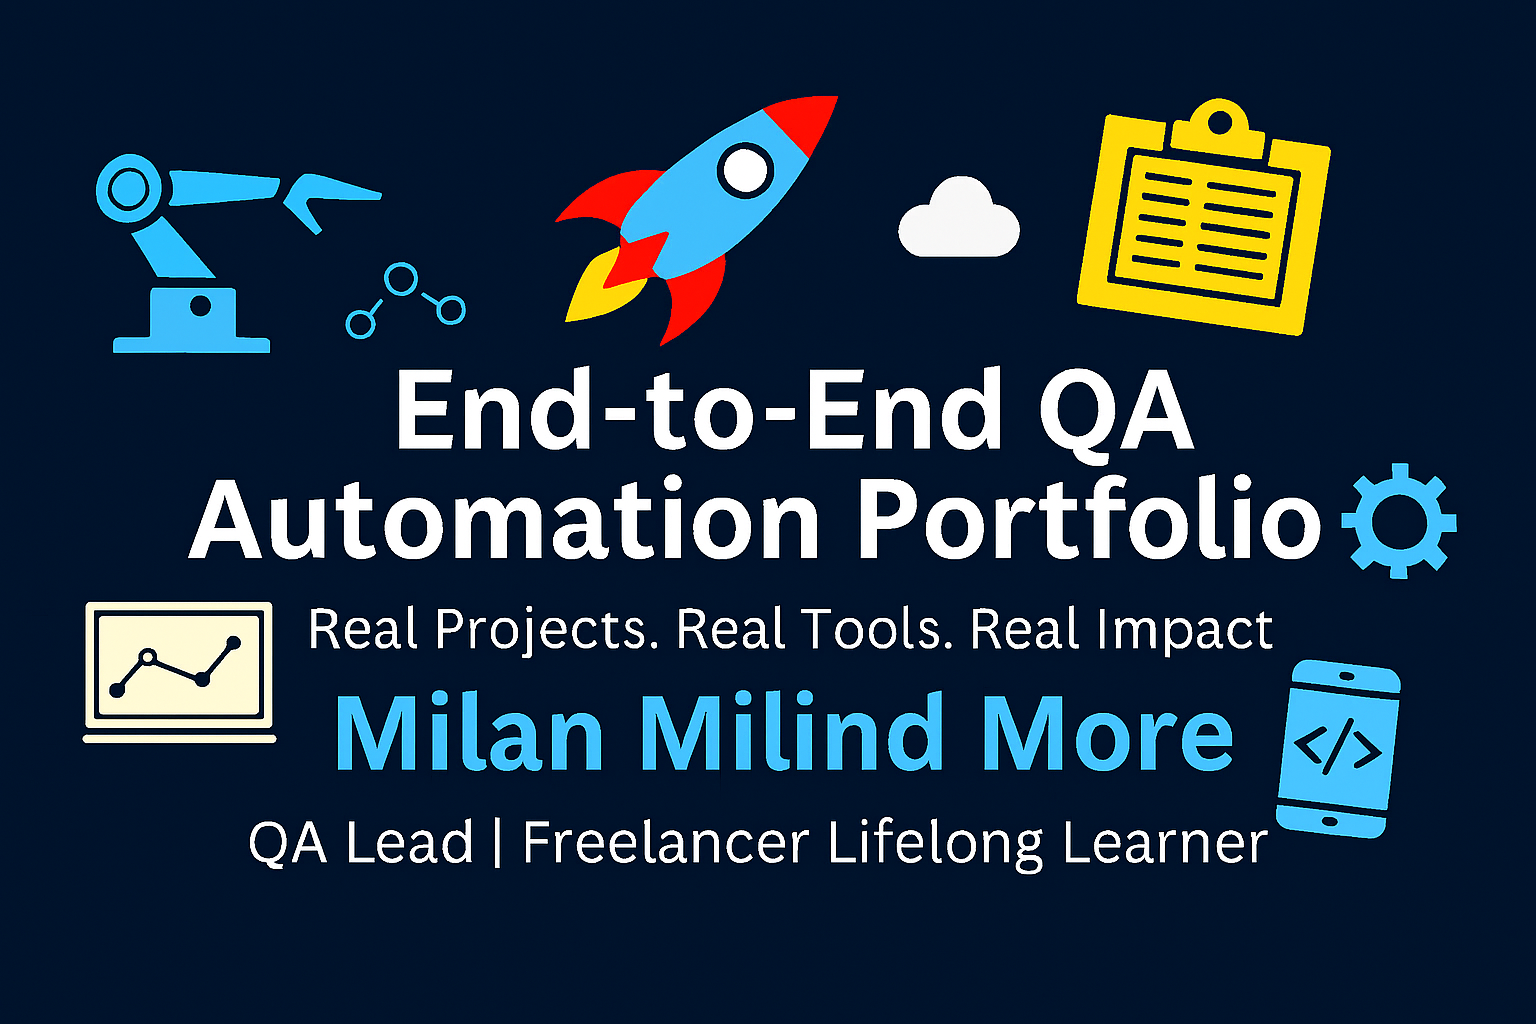 End-to-End QA
Automation Portfolio
Real Projects. Real Tools. Real Impact
Milan Milind More
</>
QA Lead | Freelancer Lifelong Learner